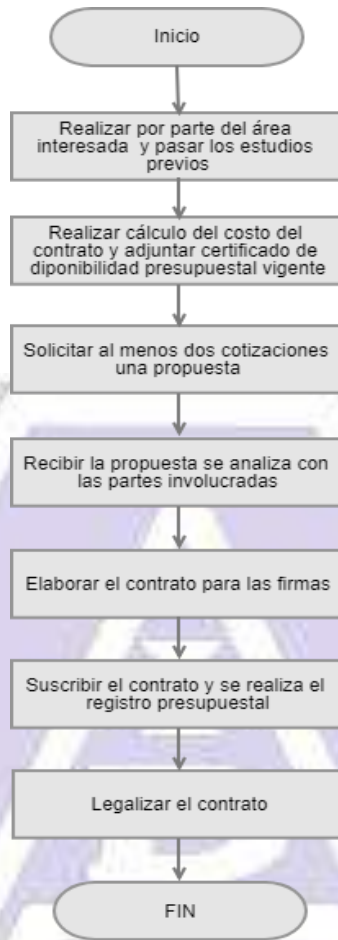 Inicio
Realizar por parte del área
interesada y pasar los estudios
previos
Realizar cálculo del costo del
contrato y adjuntar certificado de
diponibilidad presupuestal vigente
Solicitar al menos dos cotizaciones
una propuesta
Recibir la propuesta se analiza con
las partes involucradas
Elaborar el contrato para las firmas
Suscribir el contrato y se realiza el
registro presupuestal
Legalizar el contrato
FIN